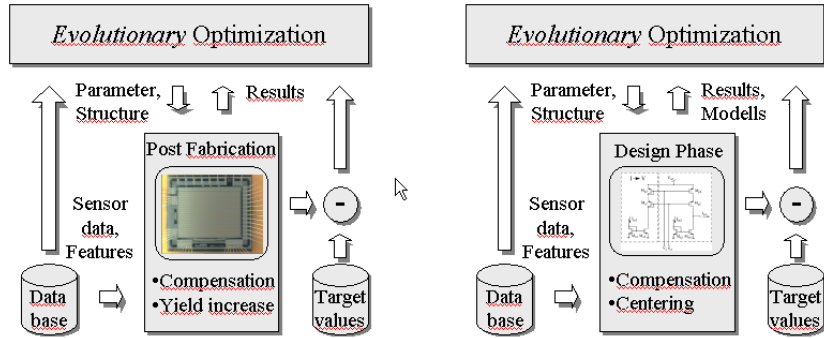 Evolutionary Optimization
Parameter,
Structure
Results
Post Fabrication
Sensor
data,
Features
-
•Compensation
•Yield increase
Data
base
Target
values
Evolutionary Optimization
Parameter,
Structure
Results,
Modells
Design Phase
Sensor
data,
Features
-
•Compensation
•Centering
Data
base
Target
values